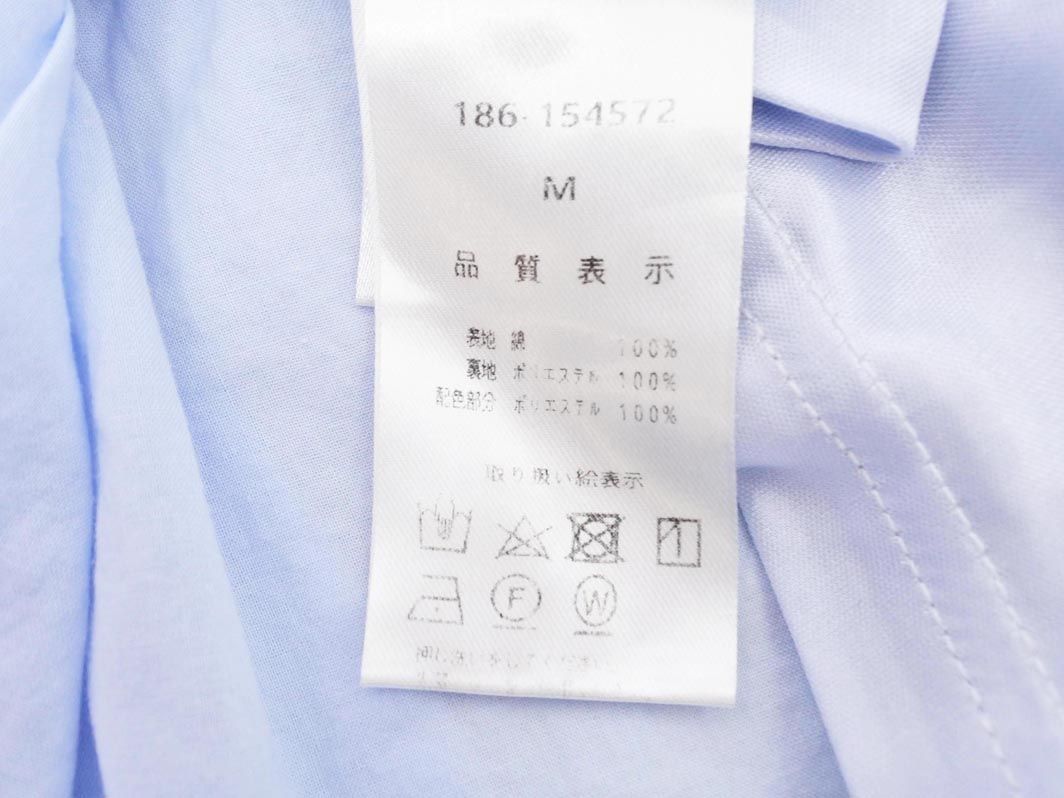 186-154572
M
品質表示
表地 綿 100%
裏地 ポリエステル 100%
配色部分 ポリエステル 100%
取り扱い絵表示
F W